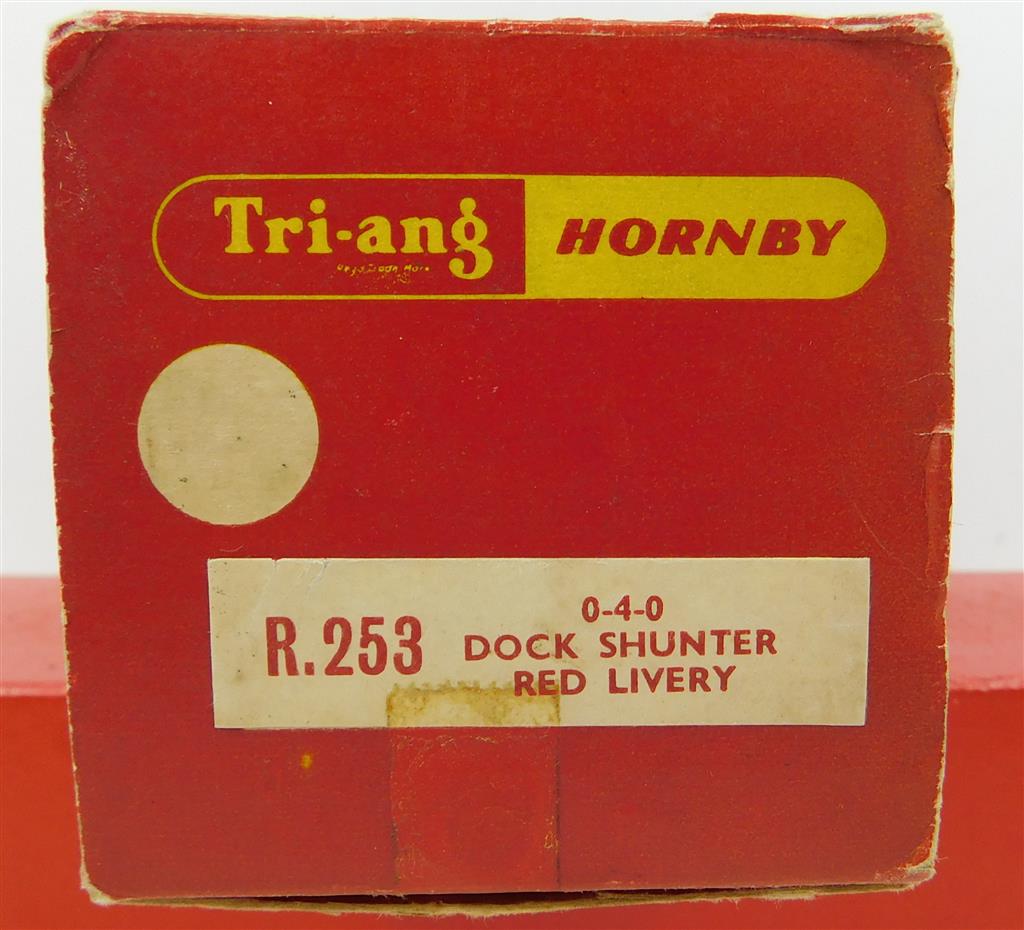 Tri-ang HORNBY
0-4-0
R.253 DOCK SHUNTER
RED LIVERY